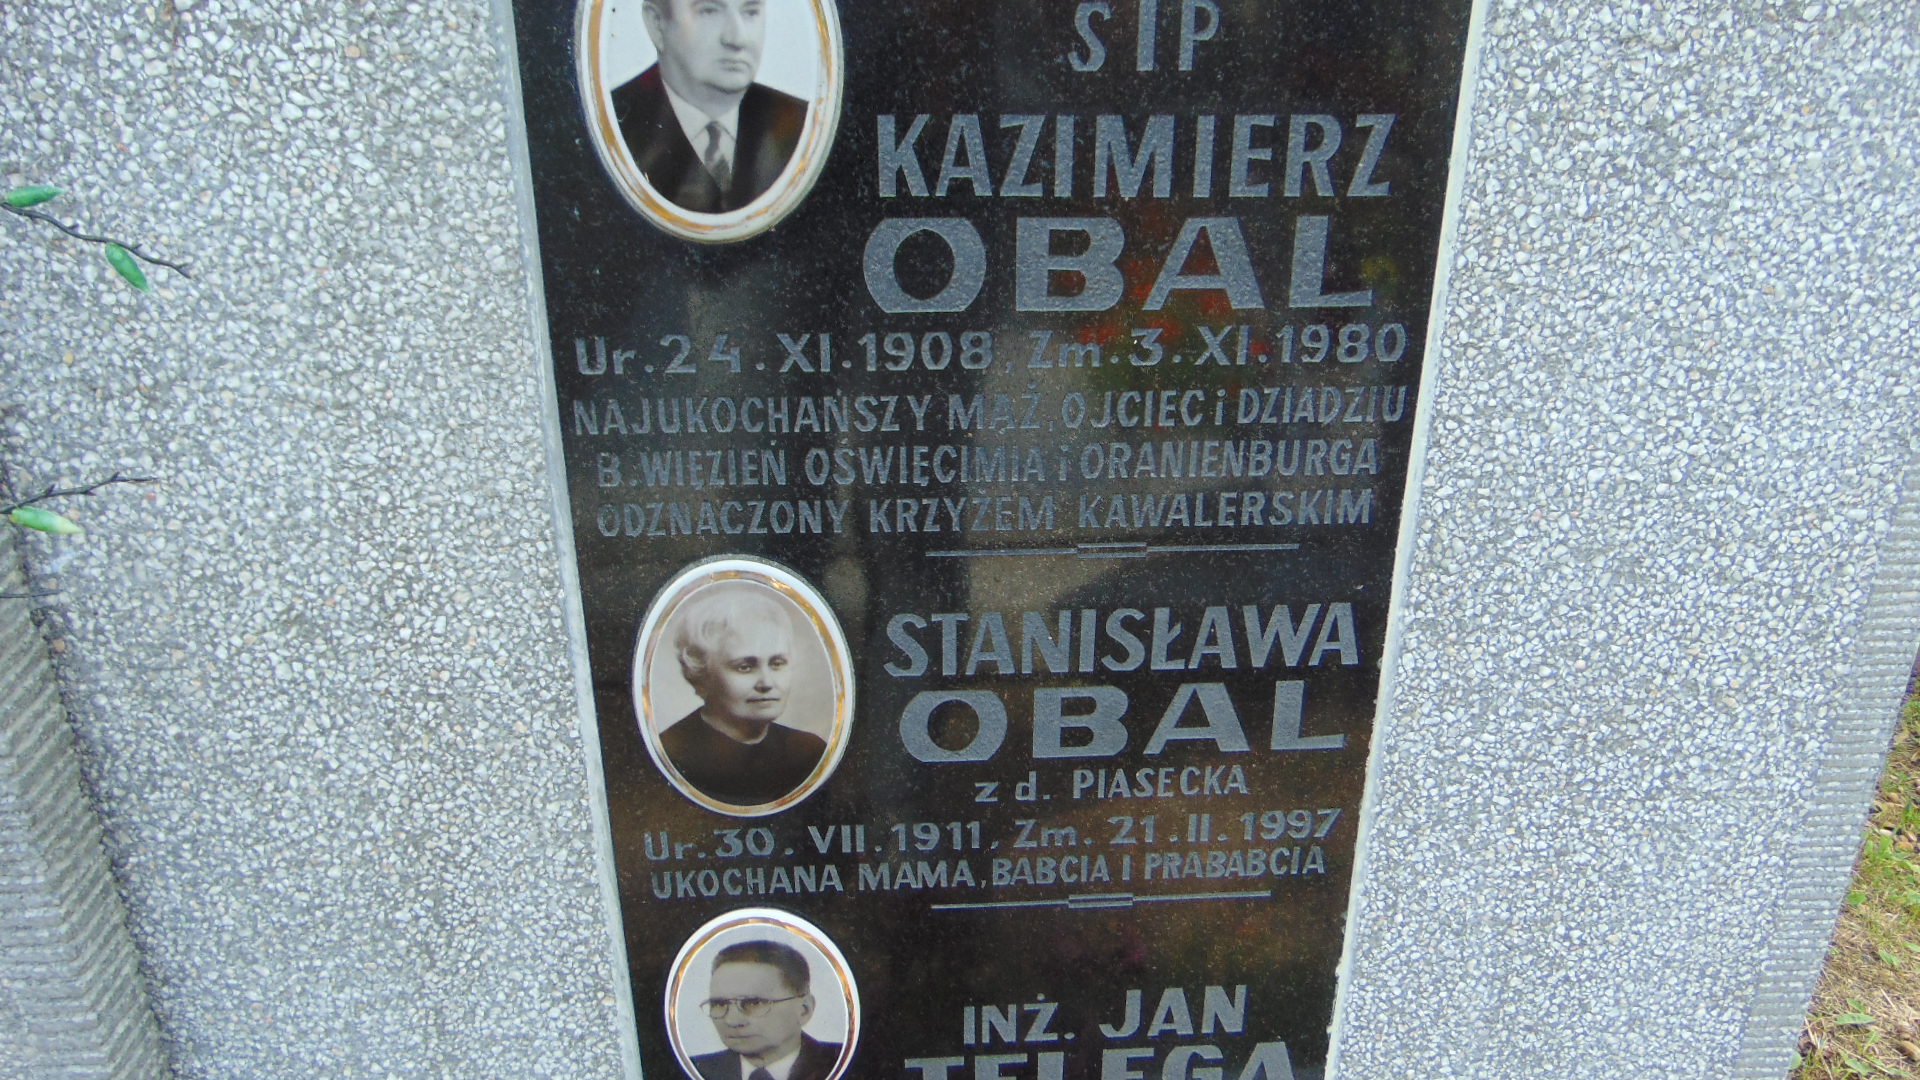 Ś I P
KAZIMIERZ
OBAL
Ur. 24. XI. 1908, Zm. 3. XI. 1980
NAJUKOCHAŃSZY MĄŻ, OJCIEC i DZIADZIU
B. WIĘZIEŃ OŚWIĘCIMIA i ORANIENBURGA
ODZNACZONY KRZYŻEM KAWALERSKIM
STANISŁAWA
OBAL
z d. PIASECKA
Ur. 30. VII. 1911, Zm. 21. II. 1997
UKOCHANA MAMA, BABCIA I PRABABCIA
INŻ. JAN
TELEGA